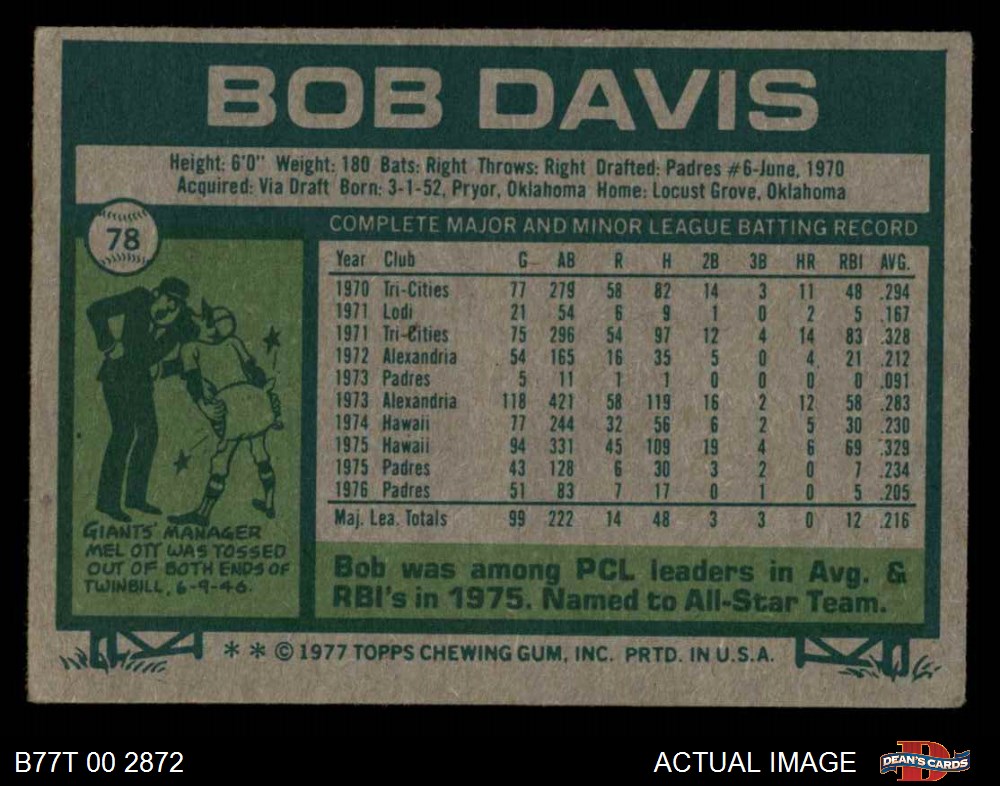 BOB DAVIS
Height: 6'0" Weight: 180 Bats: Right Throws: Right Drafted: Padres #6-June, 1970
Acquired: Via Draft Born: 3-1-52, Pryor, Oklahoma Home: Locust Grove, Oklahoma
78
COMPLETE MAJOR AND MINOR LEAGUE BATTING RECORD
Year Club G AB R H 2B 3B HR RBI AVG.
1970 Tri-Cities 77 279 58 82 14 3 11 48 .294
1971 Lodi 21 54 6 9 1 0 2 5 .167
1971 Tri-Cities 75 296 54 97 12 4 14 83 .328
1972 Alexandria 54 165 16 35 5 0 4 21 .212
1973 Padres 5 11 1 1 0 0 0 0 .091
1973 Alexandria 118 421 58 119 16 2 12 58 .283
1974 Hawaii 77 244 32 56 6 2 5 30 .230
1975 Hawaii 94 331 45 109 19 4 6 69 .329
1975 Padres 43 128 6 30 3 2 0 7 .234
1976 Padres 51 83 7 17 0 1 0 5 .205
Maj. Lea. Totals 99 222 14 48 3 3 0 12 .216
GIANTS' MANAGER
MEL OTT WAS TOSSED
OUT OF BOTH ENDS OF
TWINBILL, 6-9-46.
Bob was among PCL leaders in Avg. &
RBI's in 1975. Named to All-Star Team.
* * © 1977 TOPPS CHEWING GUM, INC. PRTD. IN U.S.A.
B77T 00 2872
ACTUAL IMAGE
D
DEAN'S CARDS